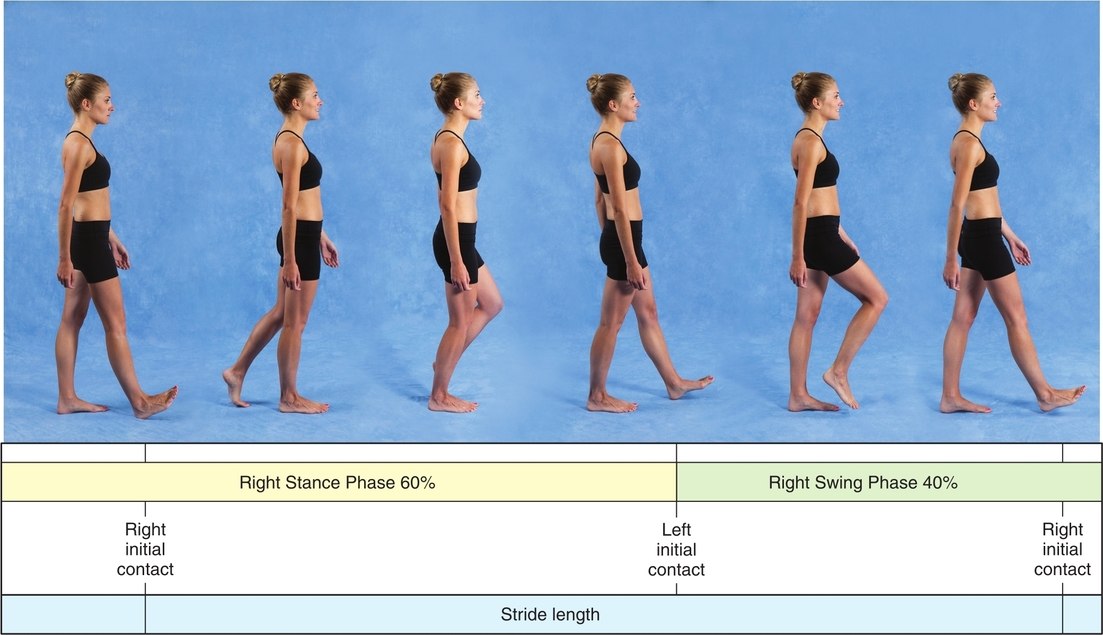 Right Stance Phase 60%
Right Swing Phase 40%
Right
initial
contact
Left
initial
contact
Right
initial
contact
Stride length